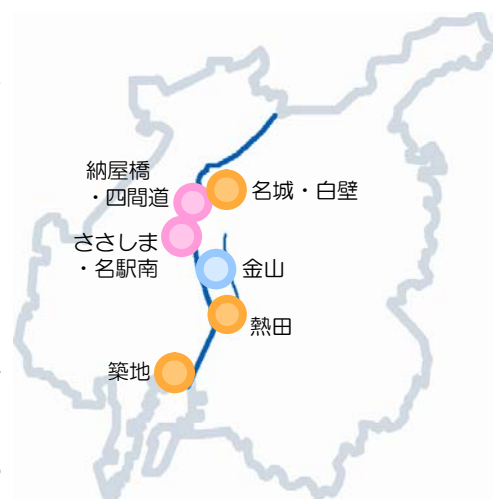 納屋橋
・四間道
名城・白壁
ささしま
・名駅南
金山
熱田
築地